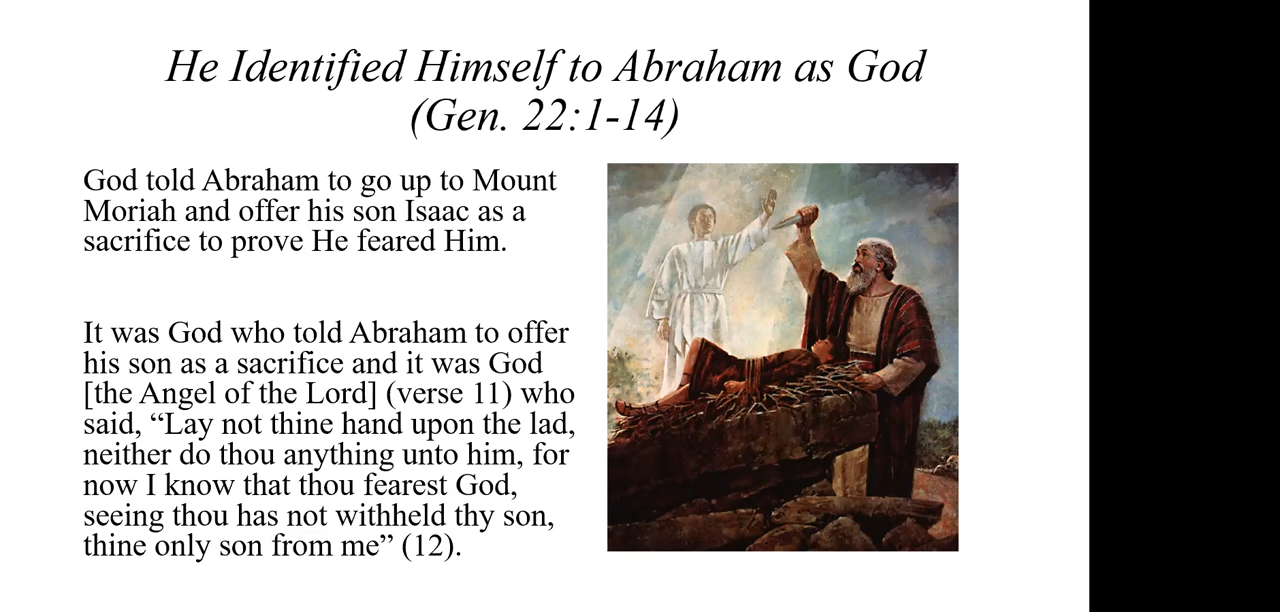 He Identified Himself to Abraham as God
(Gen. 22:1-14)
God told Abraham to go up to Mount
Moriah and offer his son Isaac as a
sacrifice to prove He feared Him.
It was God who told Abraham to offer
his son as a sacrifice and it was God
[the Angel of the Lord] (verse 11) who
said, “Lay not thine hand upon the lad,
neither do thou anything unto him, for
now I know that thou fearest God,
seeing thou has not withheld thy son,
thine only son from me” (12).